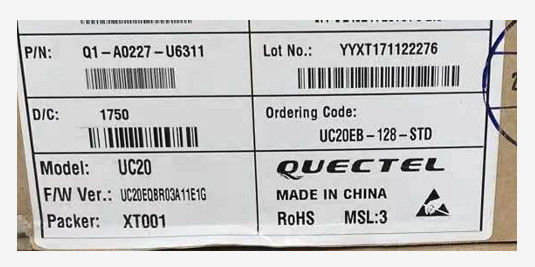 P/N: Q1-A0227-U6311
Lot No.: YYXT171122276
D/C: 1750
Ordering Code:
UC20EB-128-STD
Model: UC20
QUECTEL
F/W Ver.: UC20EQBR03A11E1G
MADE IN CHINA
Packer: XT001
RoHS MSL:3